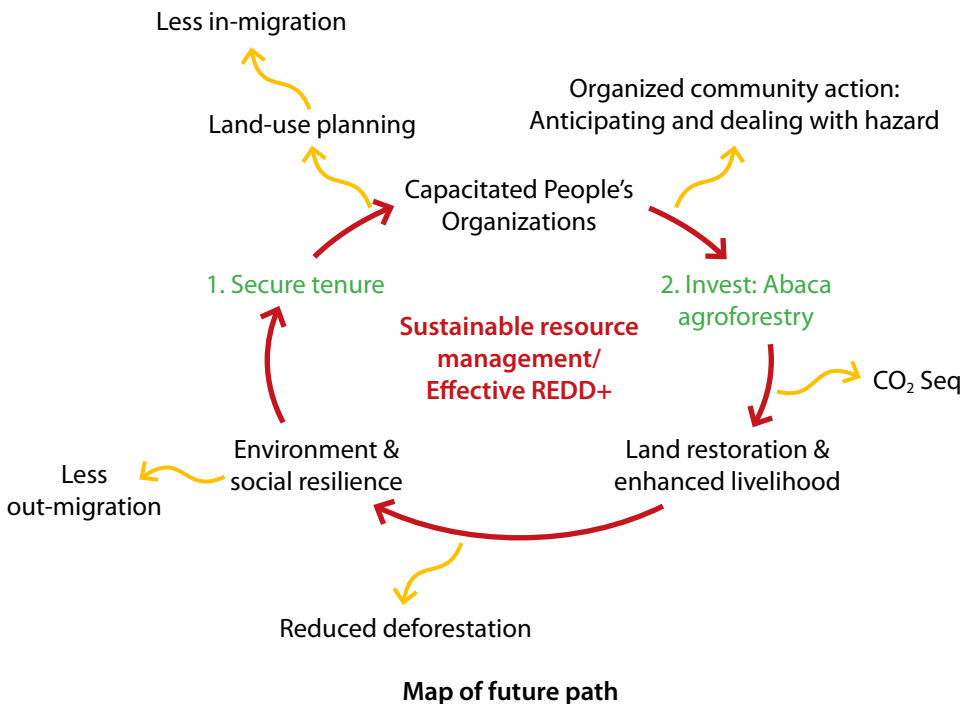 Less in-migration
Land-use planning
Organized community action:
Anticipating and dealing with hazard
Capacitated People’s
Organizations
1. Secure tenure
2. Invest: Abaca
agroforestry
Sustainable resource
management/
Effective REDD+
CO₂ Seq
Environment &
social resilience
Land restoration &
enhanced livelihood
Less
out-migration
Reduced deforestation
Map of future path